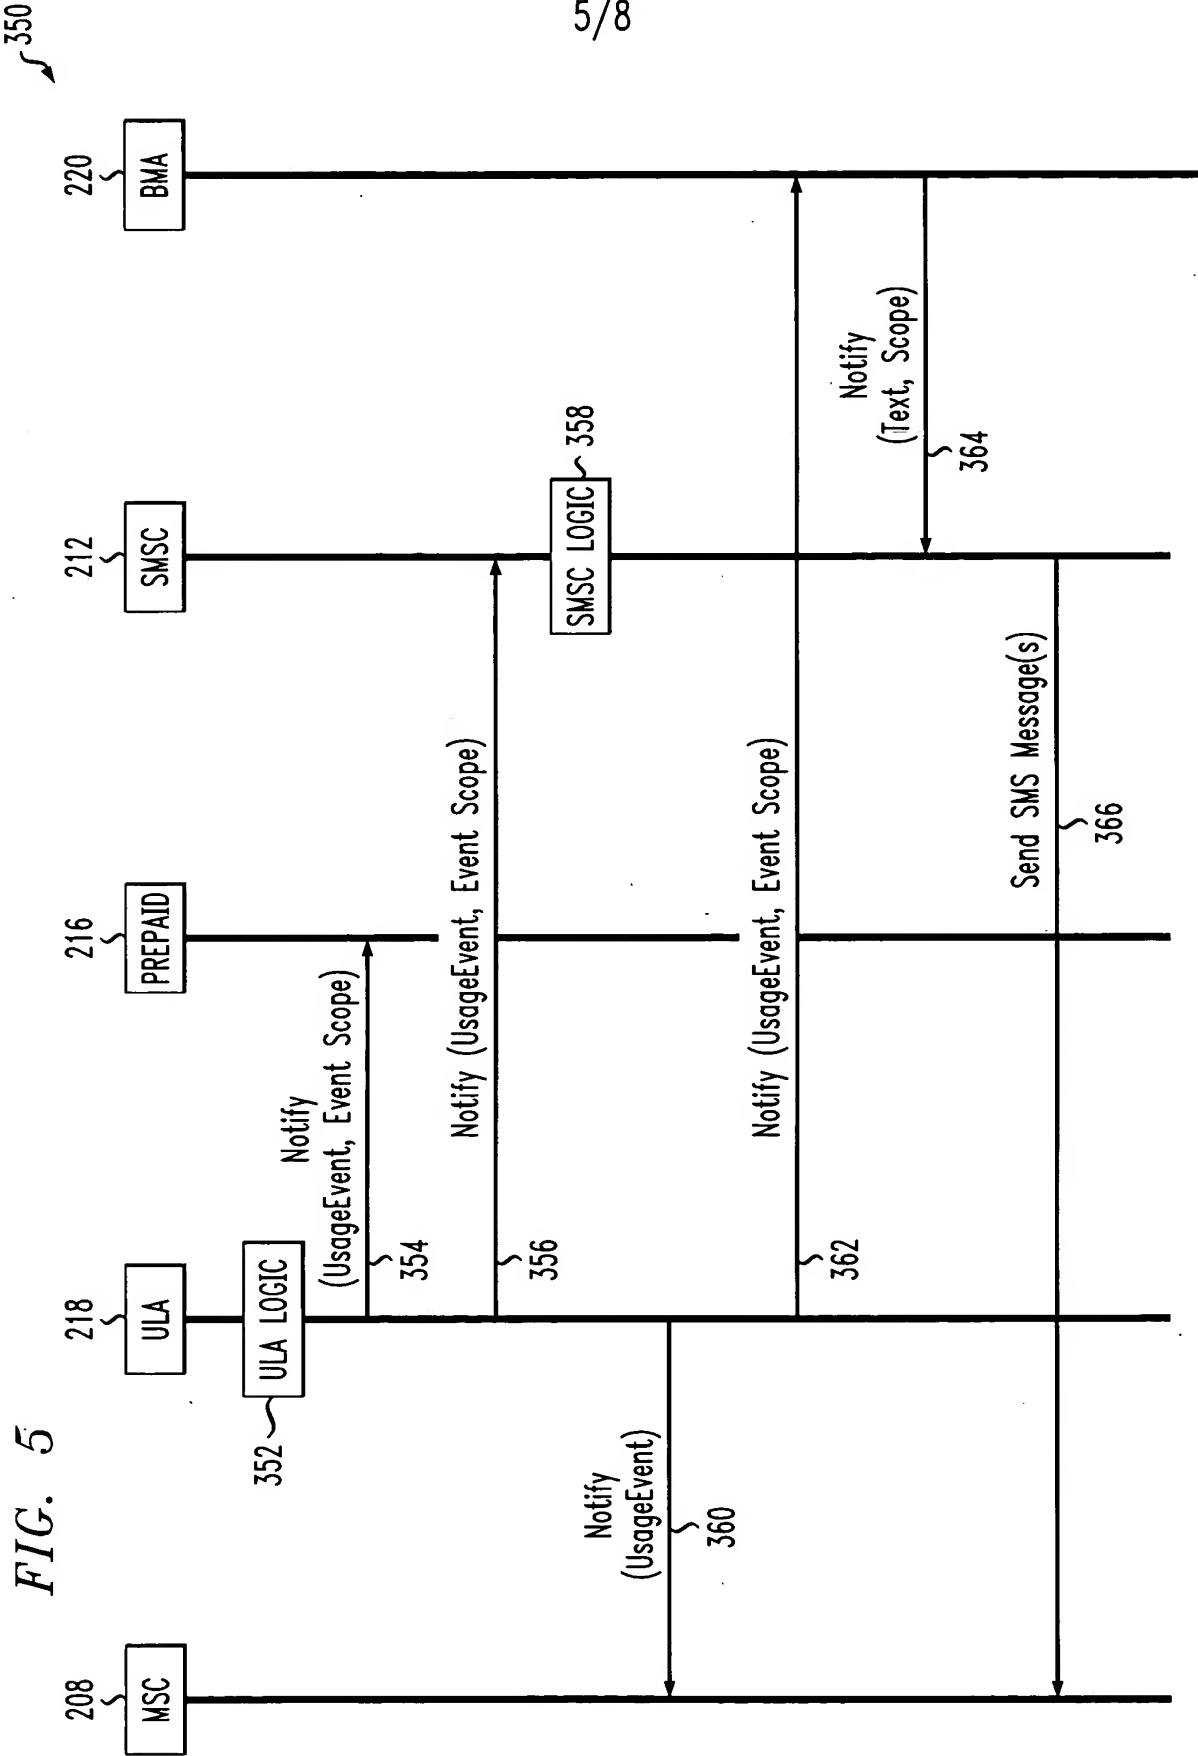 5/8
FIG. 5
350
208
218
216
212
220
MSC
ULA
PREPAID
SMSC
BMA
352
ULA LOGIC
Notify
(UsageEvent, Event Scope)
354
Notify (UsageEvent, Event Scope)
356
SMSC LOGIC
358
Notify
(UsageEvent)
360
Notify (UsageEvent, Event Scope)
362
Notify
(Text, Scope)
364
Send SMS Message(s)
366